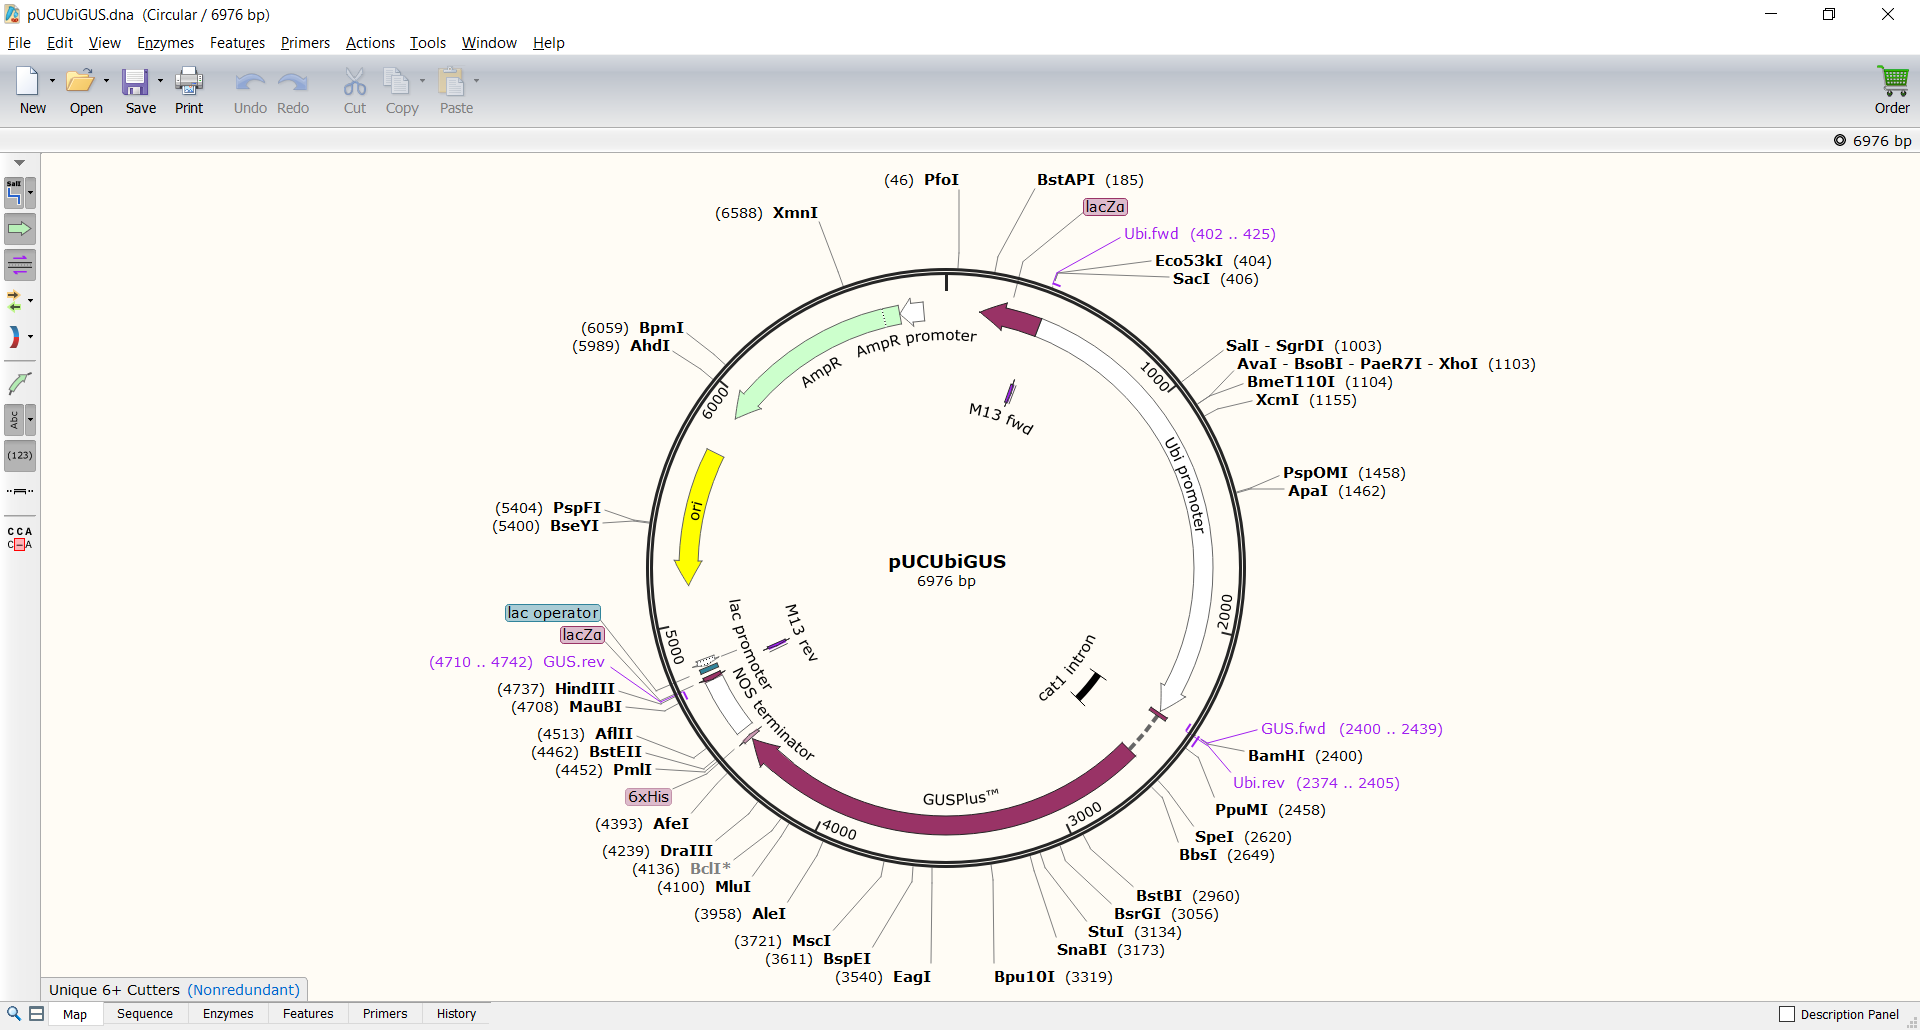 pUCUbiGUS.dna  (Circular / 6976 bp)
File Edit View Enzymes Features Primers Actions Tools Window Help
New Open Save Print Undo Redo Cut Copy Paste Order
6976 bp
SalI
Abc
(123)
C C A
C – A
(46) PfoI
BstAPI (185)
lacZα
(6588) XmnI
Ubi.fwd (402 .. 425)
Eco53kI (404)
SacI (406)
(6059) BpmI
(5989) AhdI
SalI - SgrDI (1003)
AvaI - BsoBI - PaeR7I - XhoI (1103)
BmeT110I (1104)
XcmI (1155)
PspOMI (1458)
ApaI (1462)
(5404) PspFI
(5400) BseYI
AmpR promoter
AmpR
M13 fwd
1000
6000
Ubi promoter
ori
pUCUbiGUS
6976 bp
2000
lac operator
lacZα
(4710 .. 4742) GUS.rev
(4737) HindIII
(4708) MauBI
(4513) AflII
(4462) BstEII
(4452) PmlI
6xHis
(4393) AfeI
(4239) DraIII
(4136) BclI*
(4100) MluI
(3958) AleI
(3721) MscI
(3611) BspEI
(3540) EagI
5000
lac promoter
M13 rev
NOS terminator
cat1 intron
GUSPlus™
4000
3000
GUS.fwd (2400 .. 2439)
BamHI (2400)
Ubi.rev (2374 .. 2405)
PpuMI (2458)
SpeI (2620)
BbsI (2649)
BstBI (2960)
BsrGI (3056)
StuI (3134)
SnaBI (3173)
Bpu10I (3319)
Unique 6+ Cutters (Nonredundant)
Map Sequence Enzymes Features Primers History Description Panel